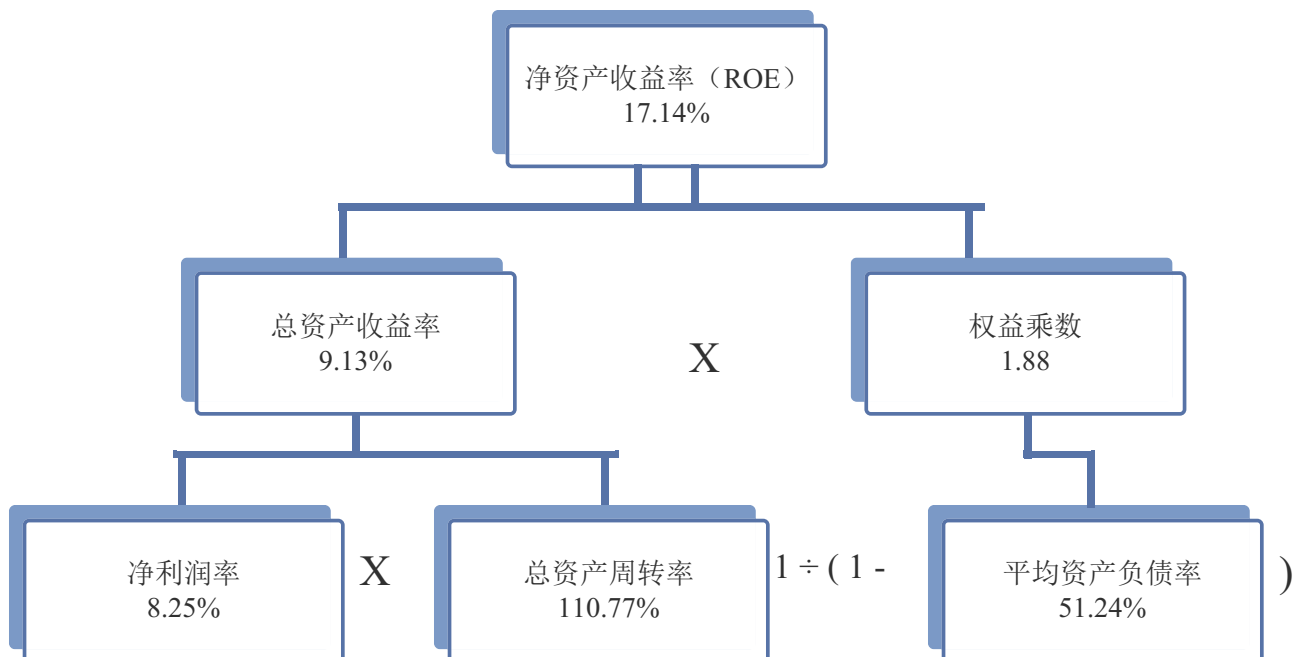 净资产收益率（ROE）
17.14%
总资产收益率
9.13%
X
权益乘数
1.88
净利润率
8.25%
X
总资产周转率
110.77%
1 ÷ ( 1 -
平均资产负债率
51.24%
)